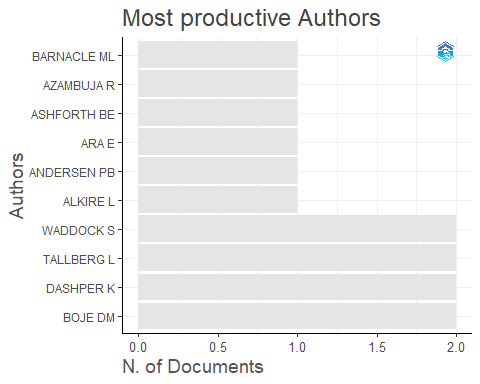 Most productive Authors
Authors
BARNACLE ML
AZAMBUJA R
ASHFORTH BE
ARA E
ANDERSEN PB
ALKIRE L
WADDOCK S
TALLBERG L
DASHPER K
BOJE DM
0.0 0.5 1.0 1.5 2.0
N. of Documents